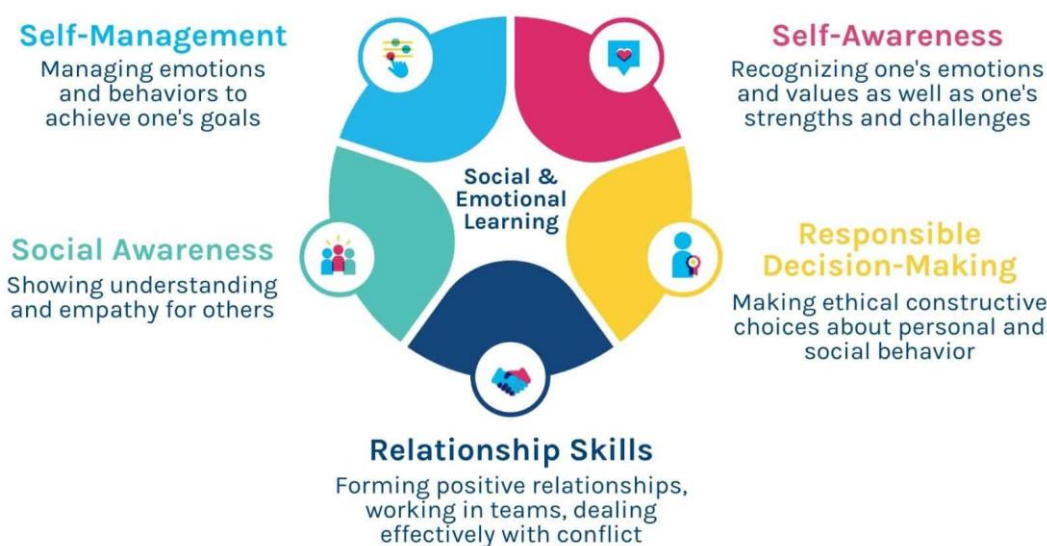 Self-Management
Managing emotions
and behaviors to
achieve one's goals
Self-Awareness
Recognizing one's emotions
and values as well as one's
strengths and challenges
Social &
Emotional
Learning
Social Awareness
Showing understanding
and empathy for others
Responsible
Decision-Making
Making ethical constructive
choices about personal and
social behavior
Relationship Skills
Forming positive relationships,
working in teams, dealing
effectively with conflict